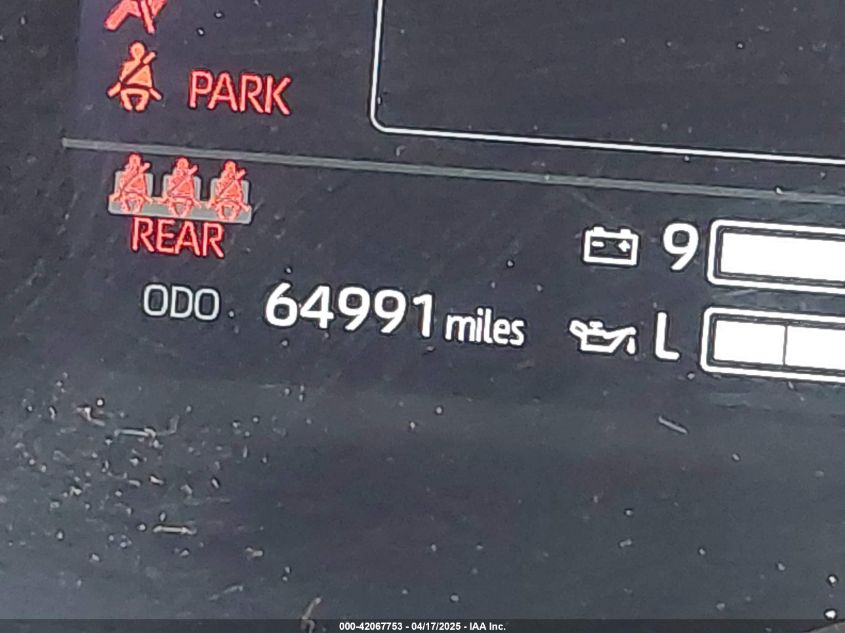 PARK
REAR
9
ODO 64991 miles
L
000-42067753 - 04/17/2025 - IAA Inc.